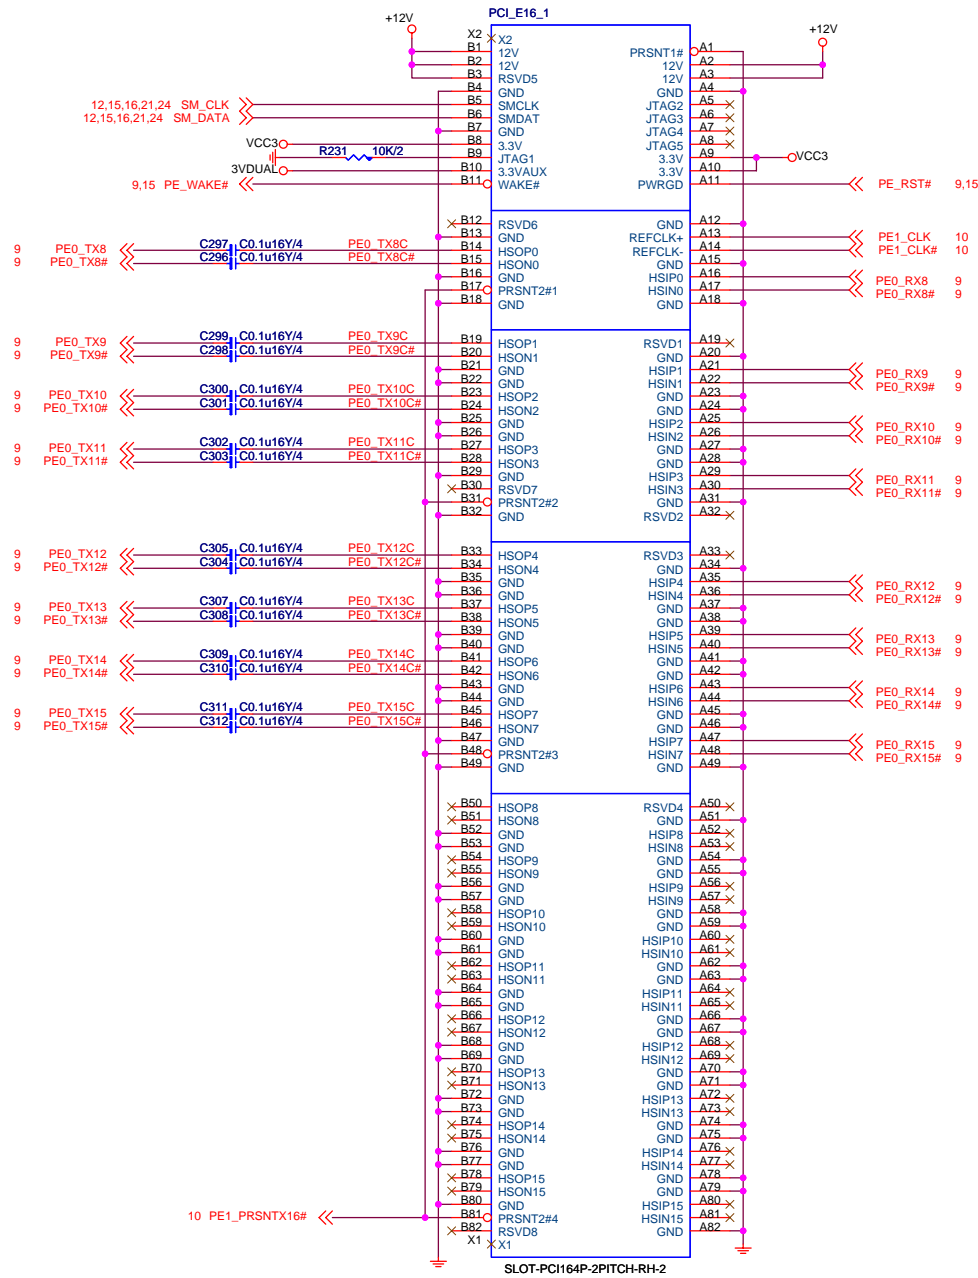 PCI_E16_1
+12V
+12V
X2 X2
B1 12V PRSNT1# A1
B2 12V 12V A2
B3 RSVD5 12V A3
B4 GND GND A4
12,15,16,21,24 SM_CLK B5 SMCLK JTAG2 A5
12,15,16,21,24 SM_DATA B6 SMDAT JTAG3 A6
B7 GND JTAG4 A7
VCC3 B8 3.3V JTAG5 A8
R231 10K/2 B9 JTAG1 3.3V A9 VCC3
3VDUAL B10 3.3VAUX 3.3V A10
9,15 PE_WAKE# B11 WAKE# PWRGD A11 PE_RST# 9,15
B12 RSVD6 GND A12
B13 GND REFCLK+ A13 PE1_CLK 10
9 PE0_TX8 C297 C0.1u16Y/4 PE0_TX8C B14 HSOP0 REFCLK- A14 PE1_CLK# 10
9 PE0_TX8# C296 C0.1u16Y/4 PE0_TX8C# B15 HSON0 GND A15
B16 GND HSIP0 A16 PE0_RX8 9
B17 PRSNT2#1 HSIN0 A17 PE0_RX8# 9
B18 GND GND A18
9 PE0_TX9 C299 C0.1u16Y/4 PE0_TX9C B19 HSOP1 RSVD1 A19
9 PE0_TX9# C298 C0.1u16Y/4 PE0_TX9C# B20 HSON1 GND A20
B21 GND HSIP1 A21 PE0_RX9 9
B22 GND HSIN1 A22 PE0_RX9# 9
9 PE0_TX10 C300 C0.1u16Y/4 PE0_TX10C B23 HSOP2 GND A23
9 PE0_TX10# C301 C0.1u16Y/4 PE0_TX10C# B24 HSON2 GND A24
B25 GND HSIP2 A25 PE0_RX10 9
B26 GND HSIN2 A26 PE0_RX10# 9
9 PE0_TX11 C302 C0.1u16Y/4 PE0_TX11C B27 HSOP3 GND A27
9 PE0_TX11# C303 C0.1u16Y/4 PE0_TX11C# B28 HSON3 GND A28
B29 GND HSIP3 A29 PE0_RX11 9
B30 RSVD7 HSIN3 A30 PE0_RX11# 9
B31 PRSNT2#2 GND A31
B32 GND RSVD2 A32
9 PE0_TX12 C305 C0.1u16Y/4 PE0_TX12C B33 HSOP4 RSVD3 A33
9 PE0_TX12# C304 C0.1u16Y/4 PE0_TX12C# B34 HSON4 GND A34
B35 GND HSIP4 A35 PE0_RX12 9
B36 GND HSIN4 A36 PE0_RX12# 9
9 PE0_TX13 C307 C0.1u16Y/4 PE0_TX13C B37 HSOP5 GND A37
9 PE0_TX13# C308 C0.1u16Y/4 PE0_TX13C# B38 HSON5 GND A38
B39 GND HSIP5 A39 PE0_RX13 9
B40 GND HSIN5 A40 PE0_RX13# 9
9 PE0_TX14 C309 C0.1u16Y/4 PE0_TX14C B41 HSOP6 GND A41
9 PE0_TX14# C310 C0.1u16Y/4 PE0_TX14C# B42 HSON6 GND A42
B43 GND HSIP6 A43 PE0_RX14 9
B44 GND HSIN6 A44 PE0_RX14# 9
9 PE0_TX15 C311 C0.1u16Y/4 PE0_TX15C B45 HSOP7 GND A45
9 PE0_TX15# C312 C0.1u16Y/4 PE0_TX15C# B46 HSON7 GND A46
B47 GND HSIP7 A47 PE0_RX15 9
B48 PRSNT2#3 HSIN7 A48 PE0_RX15# 9
B49 GND GND A49
B50 HSOP8 RSVD4 A50
B51 HSON8 GND A51
B52 GND HSIP8 A52
B53 GND HSIN8 A53
B54 HSOP9 GND A54
B55 HSON9 GND A55
B56 GND HSIP9 A56
B57 GND HSIN9 A57
B58 HSOP10 GND A58
B59 HSON10 GND A59
B60 GND HSIP10 A60
B61 GND HSIN10 A61
B62 HSOP11 GND A62
B63 HSON11 GND A63
B64 GND HSIP11 A64
B65 GND HSIN11 A65
B66 HSOP12 GND A66
B67 HSON12 GND A67
B68 GND HSIP12 A68
B69 GND HSIN12 A69
B70 HSOP13 GND A70
B71 HSON13 GND A71
B72 GND HSIP13 A72
B73 GND HSIN13 A73
B74 HSOP14 GND A74
B75 HSON14 GND A75
B76 GND HSIP14 A76
B77 GND HSIN14 A77
B78 HSOP15 GND A78
B79 HSON15 GND A79
B80 GND HSIP15 A80
10 PE1_PRSNTX16# B81 PRSNT2#4 HSIN15 A81
B82 RSVD8 GND A82
X1 X1
SLOT-PCI164P-2PITCH-RH-2